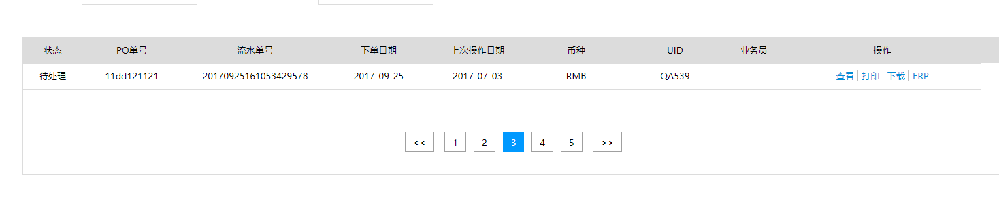 状态 PO单号 流水单号 下单日期 上次操作日期 币种 UID 业务员 操作
待处理 11dd121121 20170925161053429578 2017-09-25 2017-07-03 RMB QA539 -- 查看 打印 下载 ERP
<< 1 2 3 4 5 >>